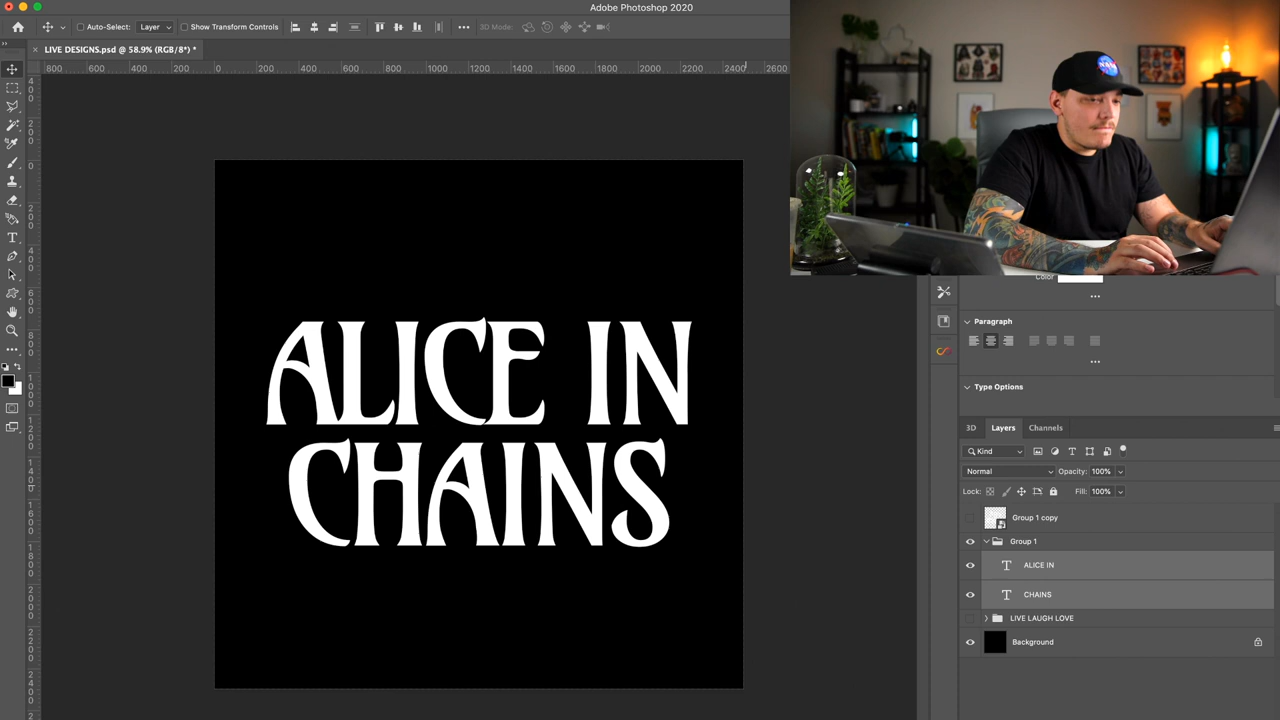 Adobe Photoshop 2020
Auto-Select: Layer Show Transform Controls 3D Mode:
LIVE DESIGNS.psd @ 58.9% (RGB/8*) *
800 600 400 200 0 200 400 600 800 1000 1200 1400 1600 1800 2000 2200 2400 2600
ALICE IN
CHAINS
Color:
Paragraph
Type Options
3D Layers Channels
Kind
Normal Opacity: 100%
Lock: Fill: 100%
Group 1 copy
Group 1
T ALICE IN
T CHAINS
LIVE LAUGH LOVE
Background